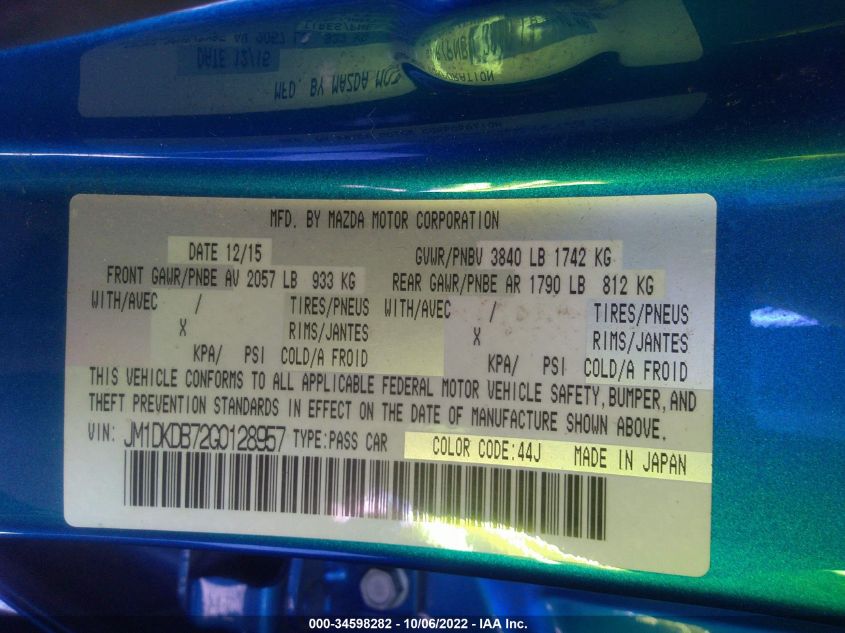 MFD. BY MAZDA MOTOR CORPORATION
DATE 12/15 GVWR/PNBV 3840 LB 1742 KG
FRONT GAWR/PNBE AV 2057 LB 933 KG REAR GAWR/PNBE AR 1790 LB 812 KG
WITH/AVEC / TIRES/PNEUS WITH/AVEC / TIRES/PNEUS
X RIMS/JANTES X RIMS/JANTES
KPA/ PSI COLD/A FROID KPA/ PSI COLD/A FROID
THIS VEHICLE CONFORMS TO ALL APPLICABLE FEDERAL MOTOR VEHICLE SAFETY, BUMPER, AND
THEFT PREVENTION STANDARDS IN EFFECT ON THE DATE OF MANUFACTURE SHOWN ABOVE.
VIN: JM1DKDB72G0128957 TYPE:PASS CAR COLOR CODE:44J MADE IN JAPAN
000-34598282 - 10/06/2022 - IAA Inc.